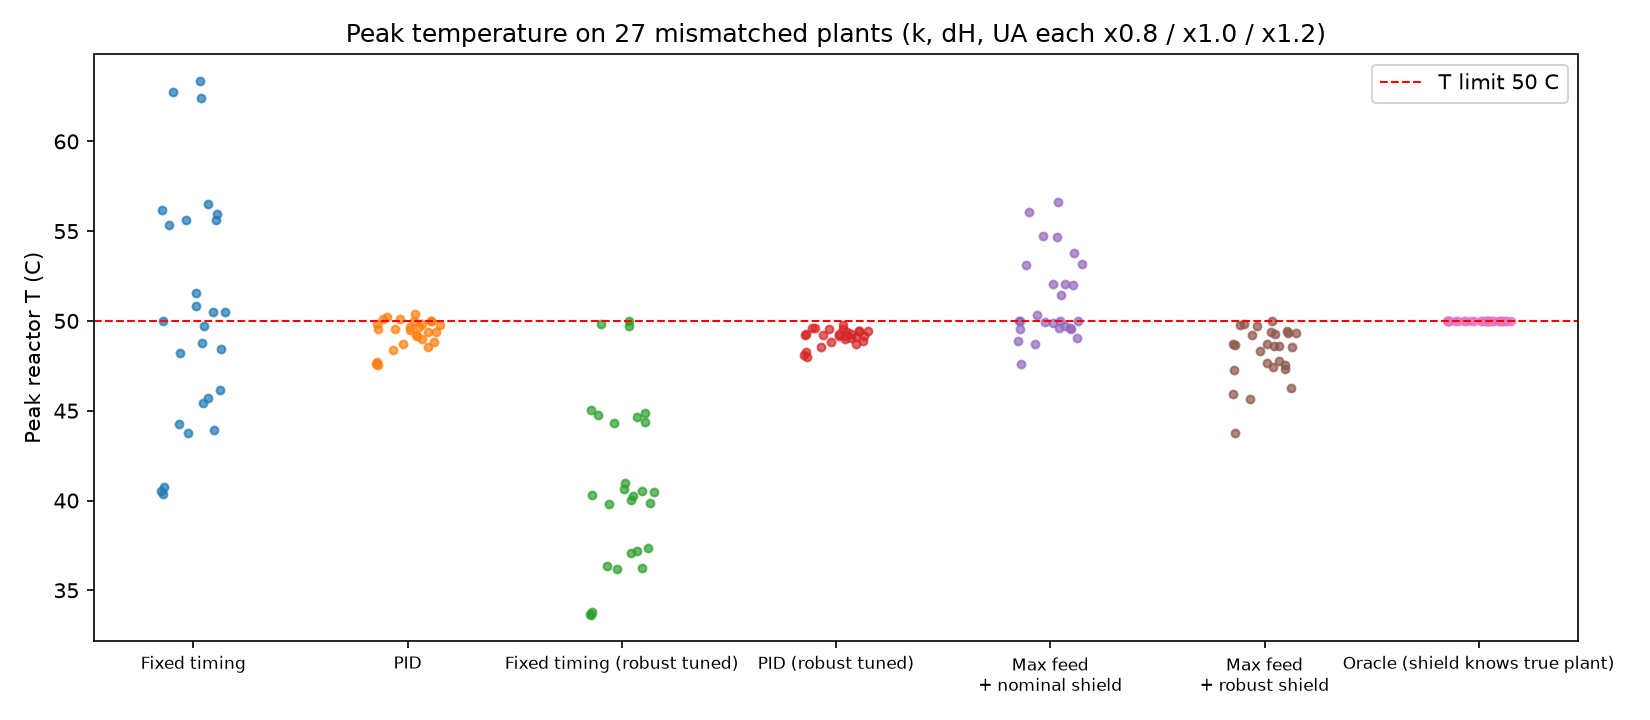 Peak temperature on 27 mismatched plants (k, dH, UA each x0.8 / x1.0 / x1.2)
T limit 50 C
Peak reactor T (C)
60
55
50
45
40
35
Fixed timing
PID
Fixed timing (robust tuned)
PID (robust tuned)
Max feed
+ nominal shield
Max feed
+ robust shield
Oracle (shield knows true plant)